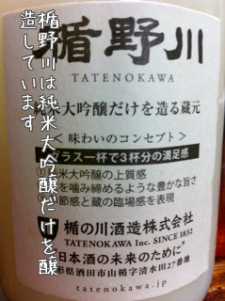 楯野川は純米大吟醸だけを醸
造しています
楯野川
TATENOKAWA
米大吟醸だけを造る蔵元
＜味わいのコンセプト＞
グラス一杯で3杯分の満足感
米大吟醸の上質感
を噛み締めるような豊かな旨さ
節感と蔵の臨場感を表現
楯の川酒造株式会社
TATENOKAWA Inc. SINCE 1832
日本酒の未来のために®
形県酒田市山楯字清水田27番地
tatenokawa.jp